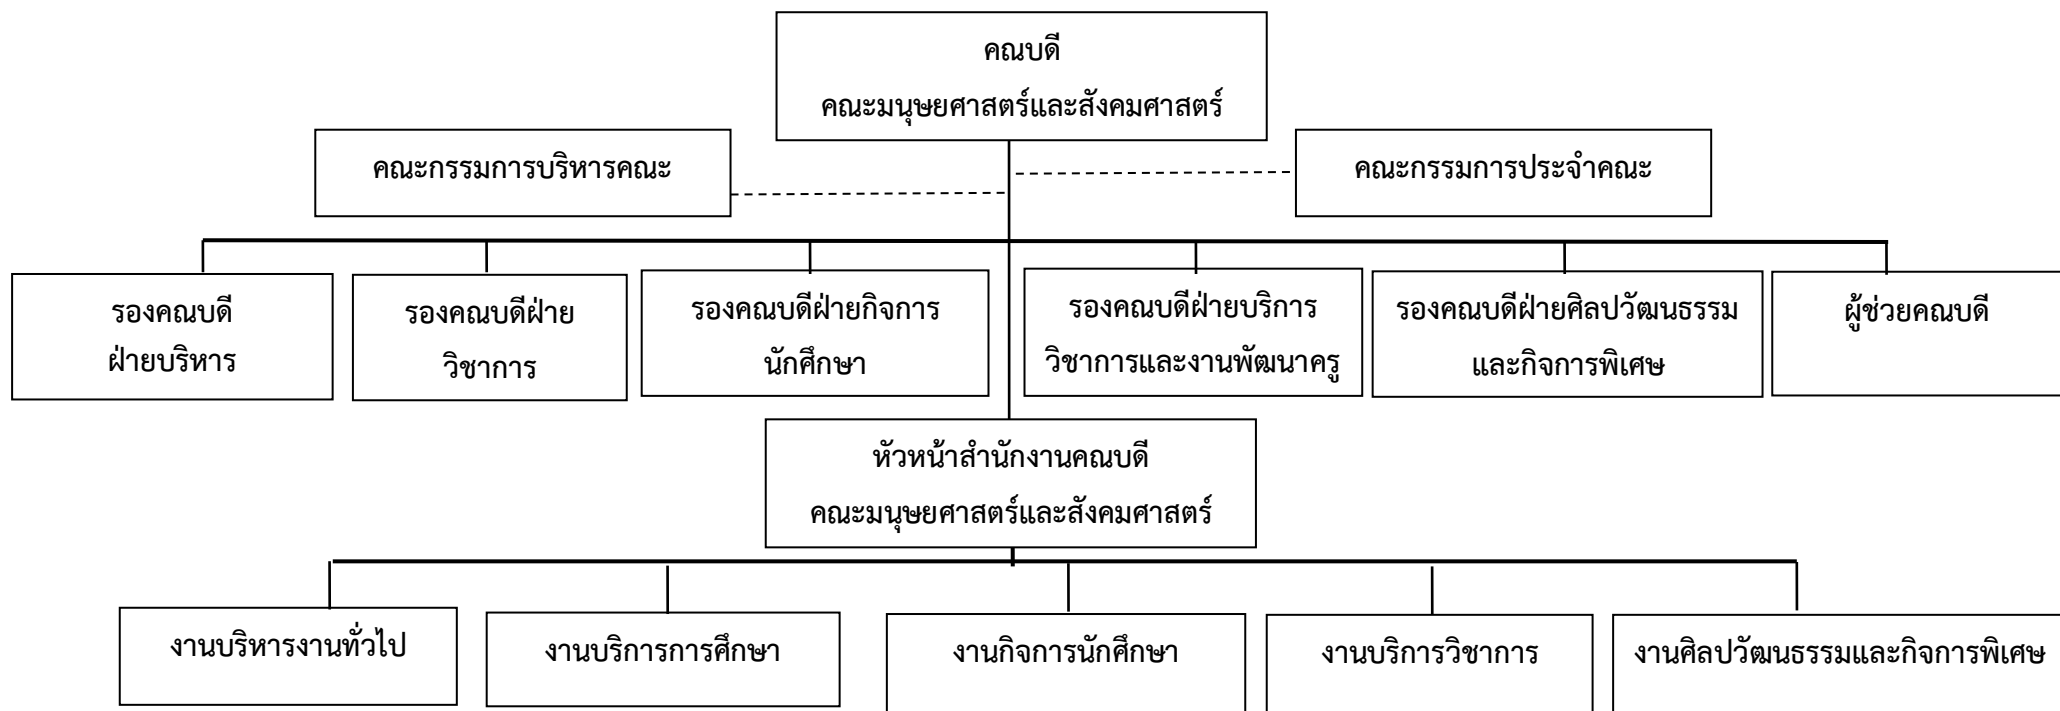 คณบดี
คณะมนุษยศาสตร์และสังคมศาสตร์
คณะกรรมการบริหารคณะ
คณะกรรมการประจำคณะ
รองคณบดี
ฝ่ายบริหาร
รองคณบดีฝ่าย
วิชาการ
รองคณบดีฝ่ายกิจการ
นักศึกษา
รองคณบดีฝ่ายบริการ
วิชาการและงานพัฒนาครู
รองคณบดีฝ่ายศิลปวัฒนธรรม
และกิจการพิเศษ
ผู้ช่วยคณบดี
หัวหน้าสำนักงานคณบดี
คณะมนุษยศาสตร์และสังคมศาสตร์
งานบริหารงานทั่วไป
งานบริการการศึกษา
งานกิจการนักศึกษา
งานบริการวิชาการ
งานศิลปวัฒนธรรมและกิจการพิเศษ